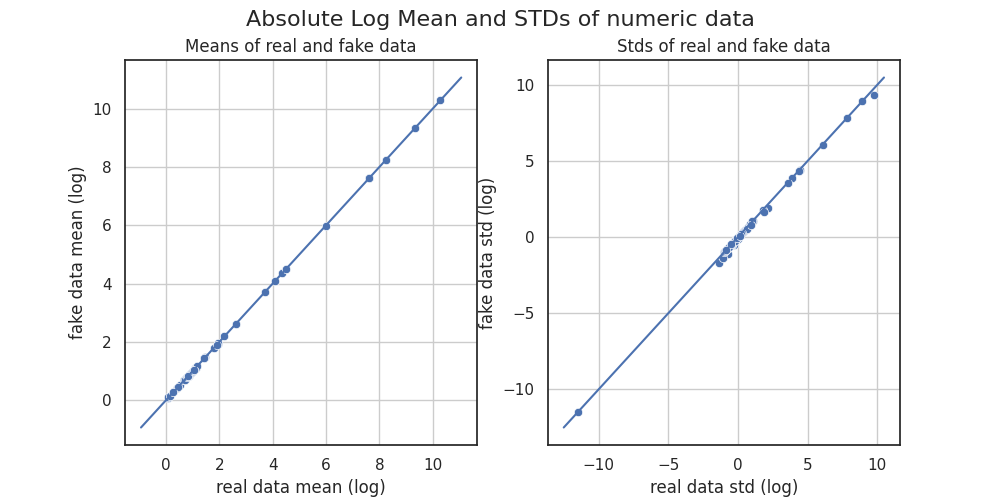 Absolute Log Mean and STDs of numeric data
Means of real and fake data
fake data mean (log)
10
8
6
4
2
0
0 2 4 6 8 10
real data mean (log)
Stds of real and fake data
fake data std (log)
10
5
0
−5
−10
−10 −5 0 5 10
real data std (log)